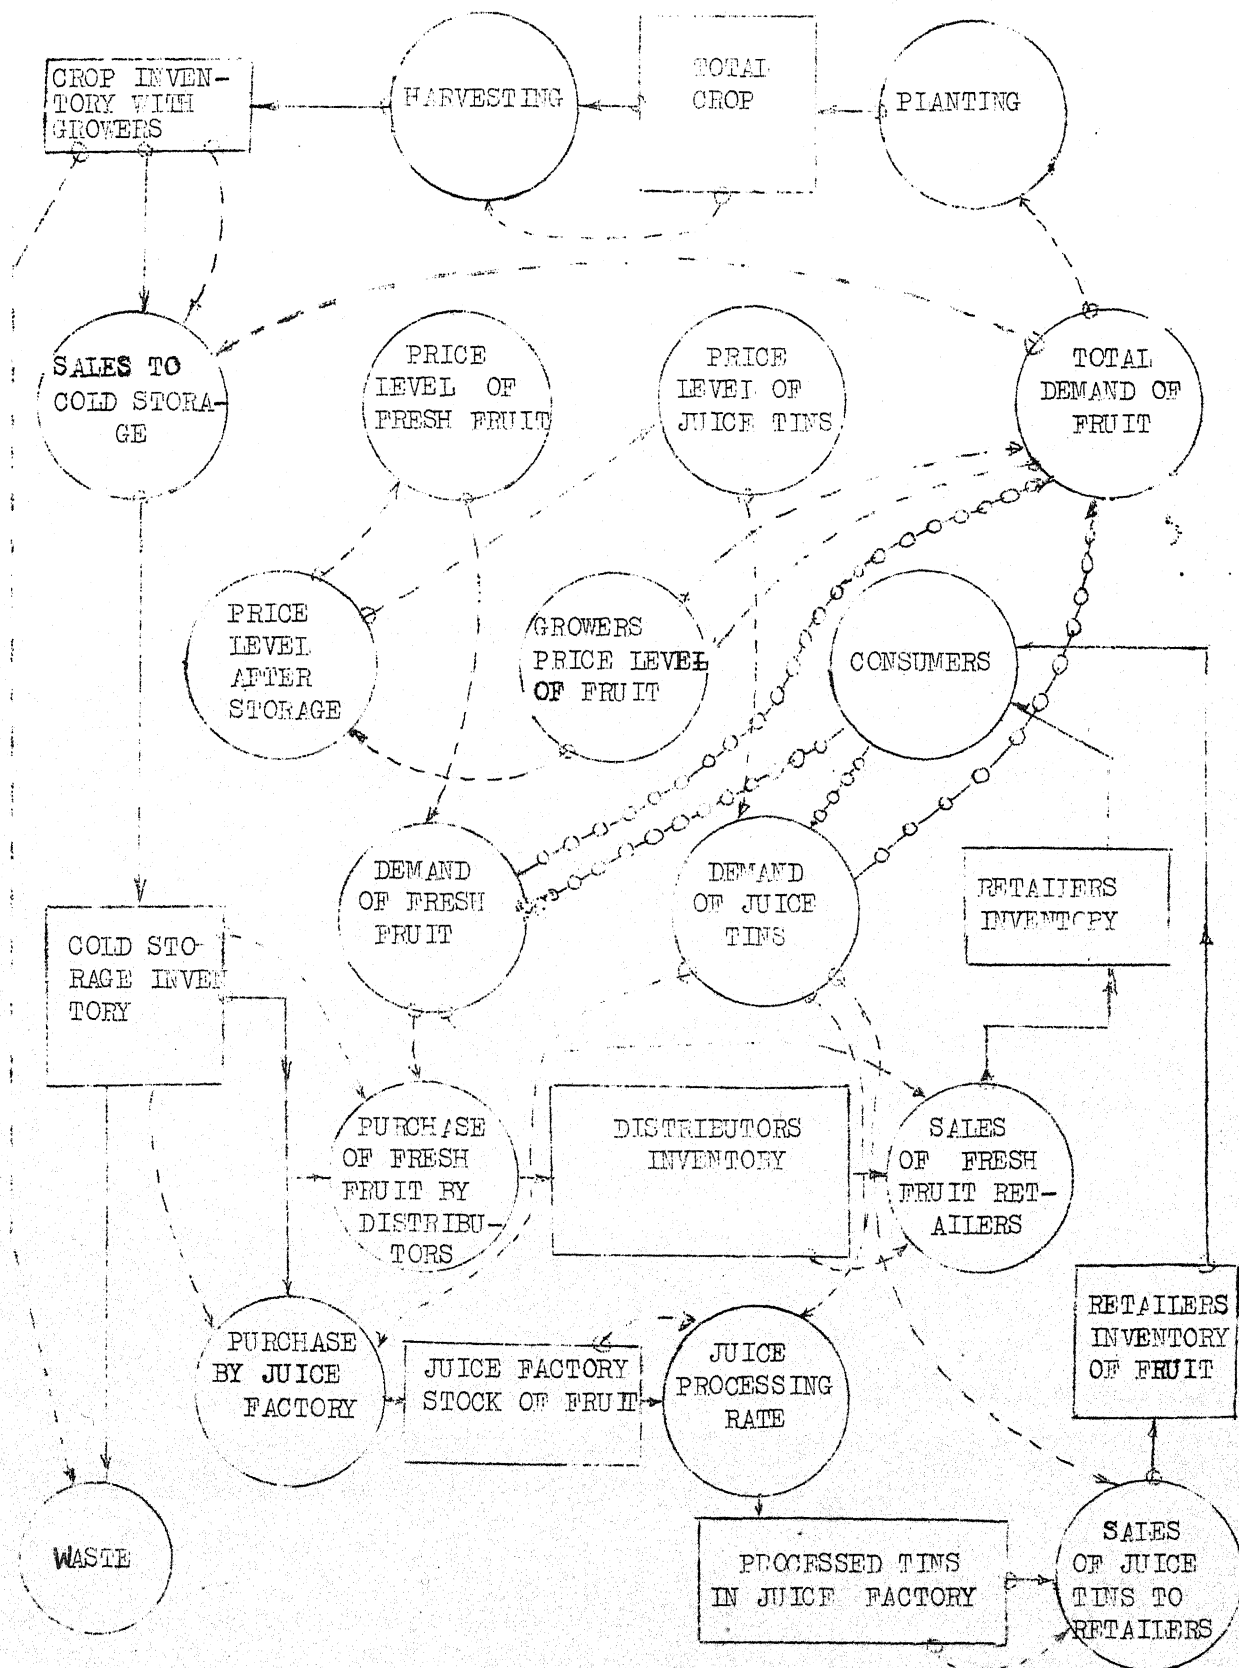 CROP INVEN-
TORY WITH
GROWERS
HARVESTING
TOTAL
CROP
PLANTING
SALES TO
COLD STORA-
GE
PRICE
LEVEL OF
FRESH FRUIT
PRICE
LEVEL OF
JUICE TINS
TOTAL
DEMAND OF
FRUIT
PRICE
LEVEL
AFTER
STORAGE
GROWERS
PRICE LEVEL
OF FRUIT
CONSUMERS
DEMAND
OF FRESH
FRUIT
DEMAND
OF JUICE
TINS
RETAILERS
INVENTORY
COLD STO-
RAGE INVEN
TORY
PURCHASE
OF FRESH
FRUIT BY
DISTRIBU-
TORS
DISTRIBUTORS
INVENTORY
SALES
OF FRESH
FRUIT RET-
AILERS
PURCHASE
BY JUICE
FACTORY
JUICE FACTORY
STOCK OF FRUIT
JUICE
PROCESSING
RATE
RETAILERS
INVENTORY
OF FRUIT
WASTE
PROCESSED TINS
IN JUICE FACTORY
SALES
OF JUICE
TINS TO
RETAILERS